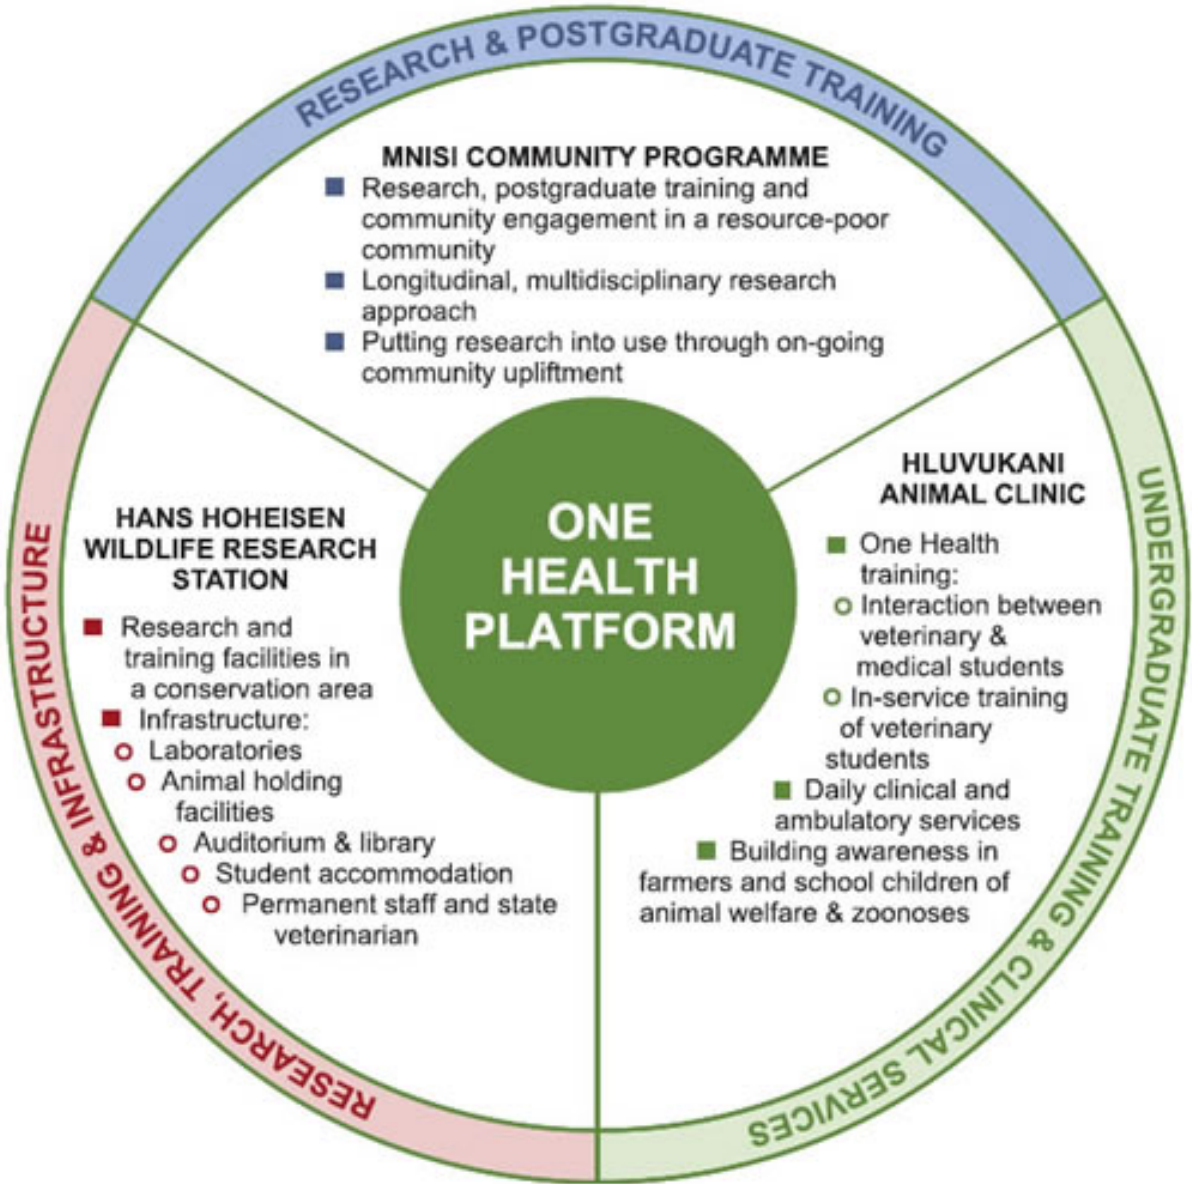 RESEARCH & POSTGRADUATE TRAINING
MNISI COMMUNITY PROGRAMME
Research, postgraduate training and
community engagement in a resource-poor
community
Longitudinal, multidisciplinary research
approach
Putting research into use through on-going
community upliftment
ONE
HEALTH
PLATFORM
HLUVUKANI
ANIMAL CLINIC
One Health
training:
Interaction between
veterinary &
medical students
In-service training
of veterinary
students
Daily clinical and
ambulatory services
Building awareness in
farmers and school children of
animal welfare & zoonoses
UNDERGRADUATE TRAINING & CLINICAL SERVICES
HANS HOHEISEN
WILDLIFE RESEARCH
STATION
Research and
training facilities in
a conservation area
Infrastructure:
Laboratories
Animal holding
facilities
Auditorium & library
Student accommodation
Permanent staff and state
veterinarian
RESEARCH, TRAINING & INFRASTRUCTURE